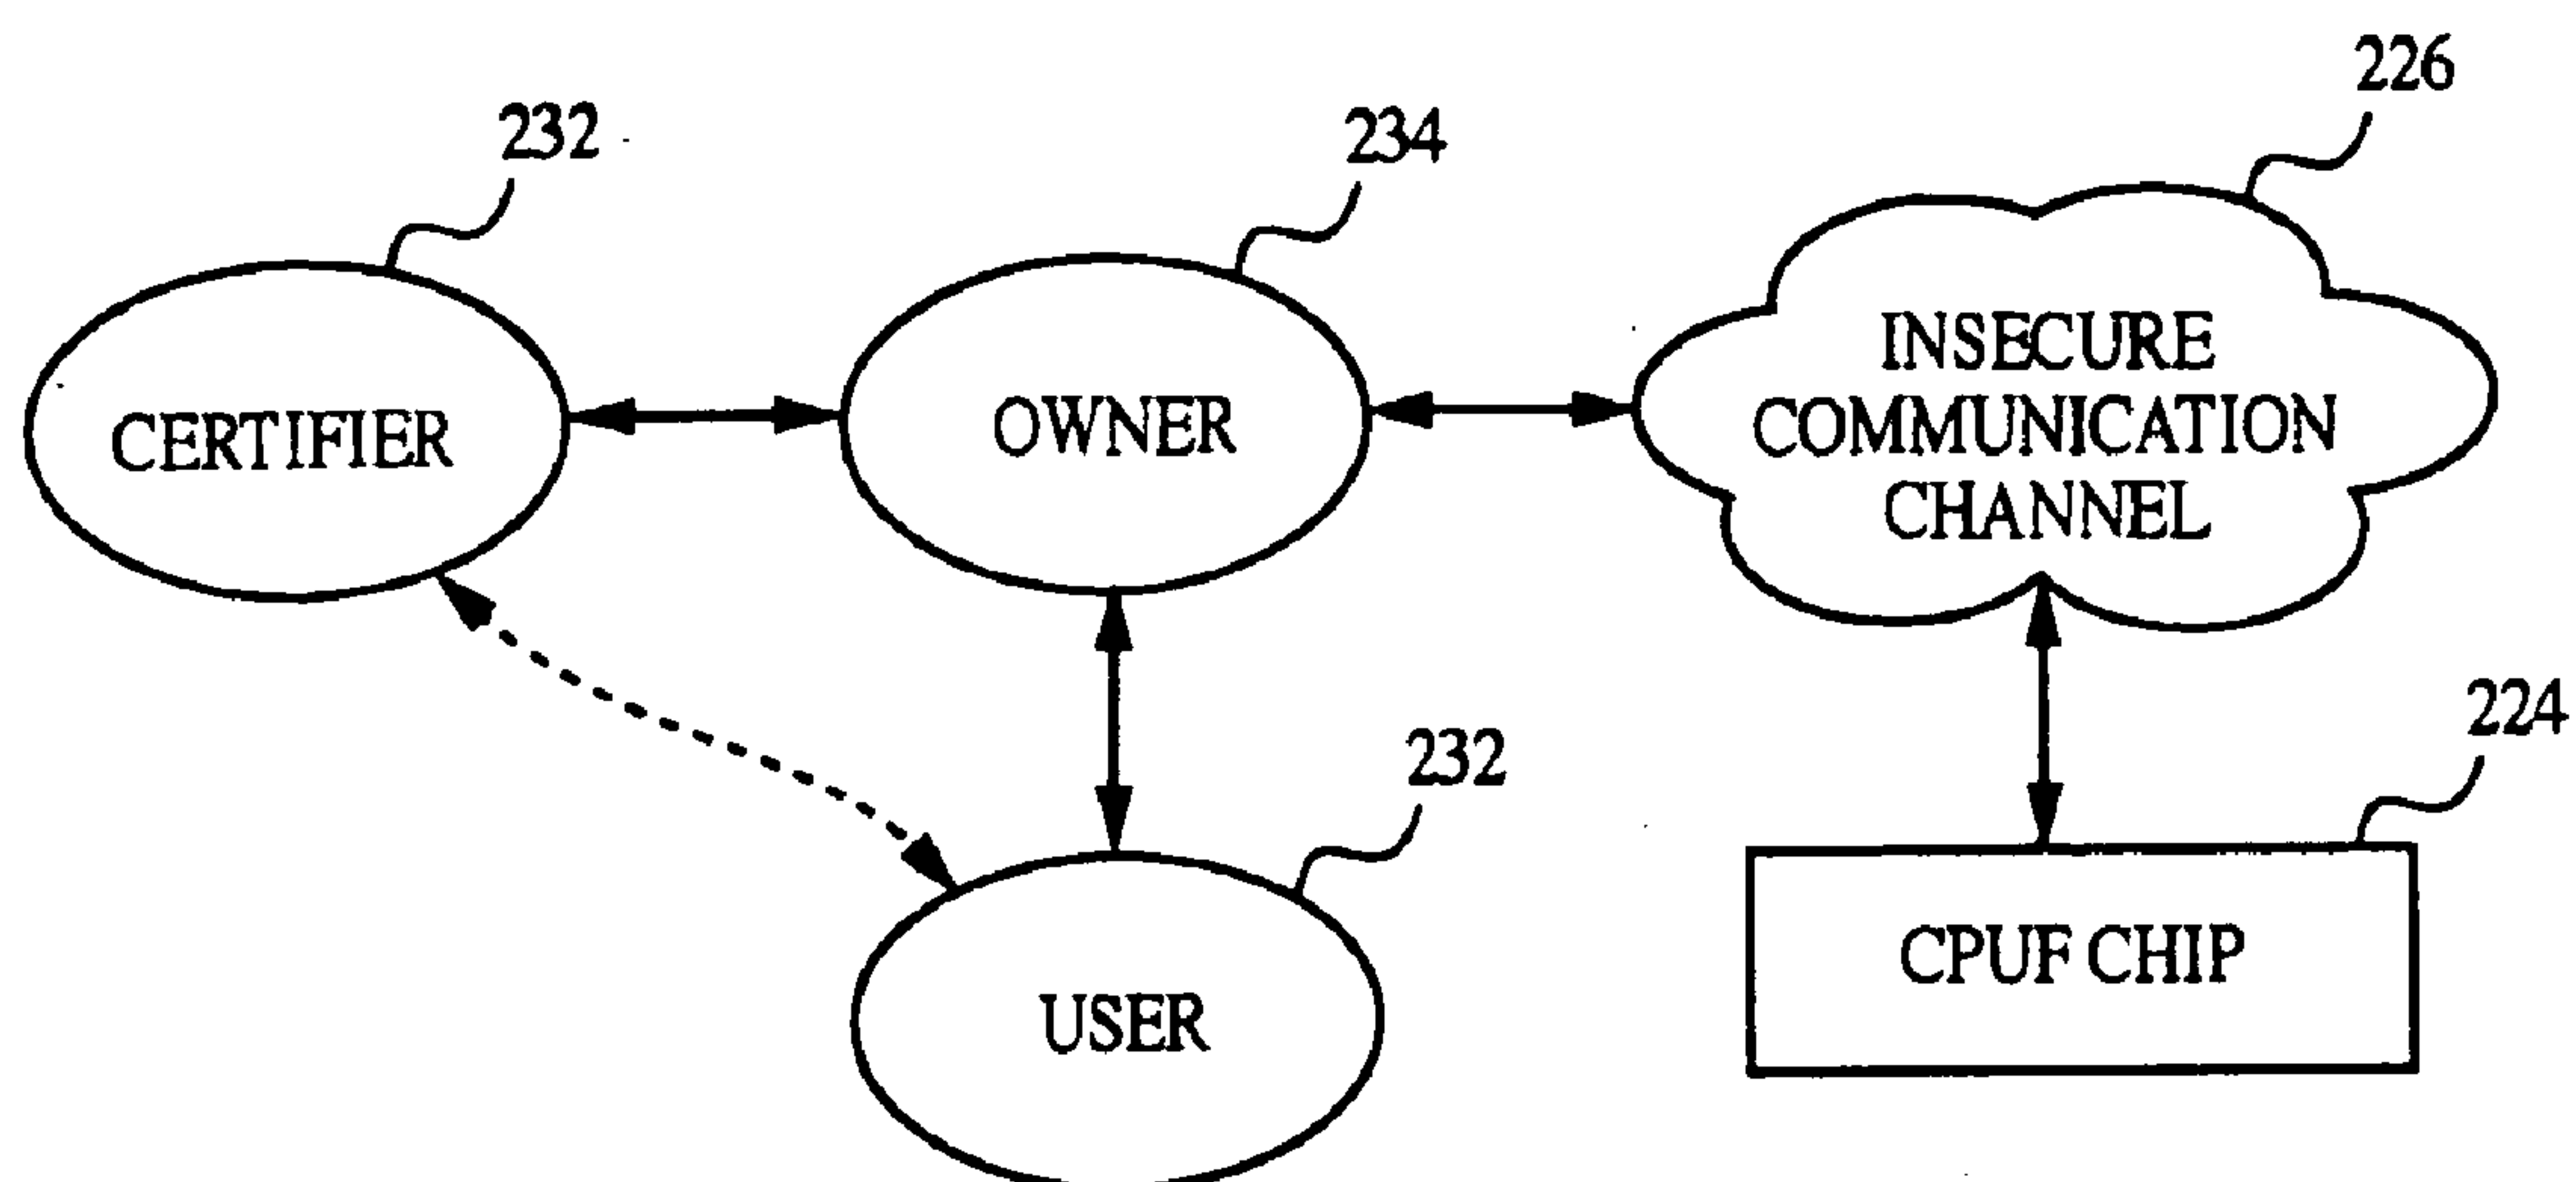 226
232
234
INSECURE
COMMUNICATION
CHANNEL
CERTIFIER
OWNER
224
232
CPUF CHIP
USER